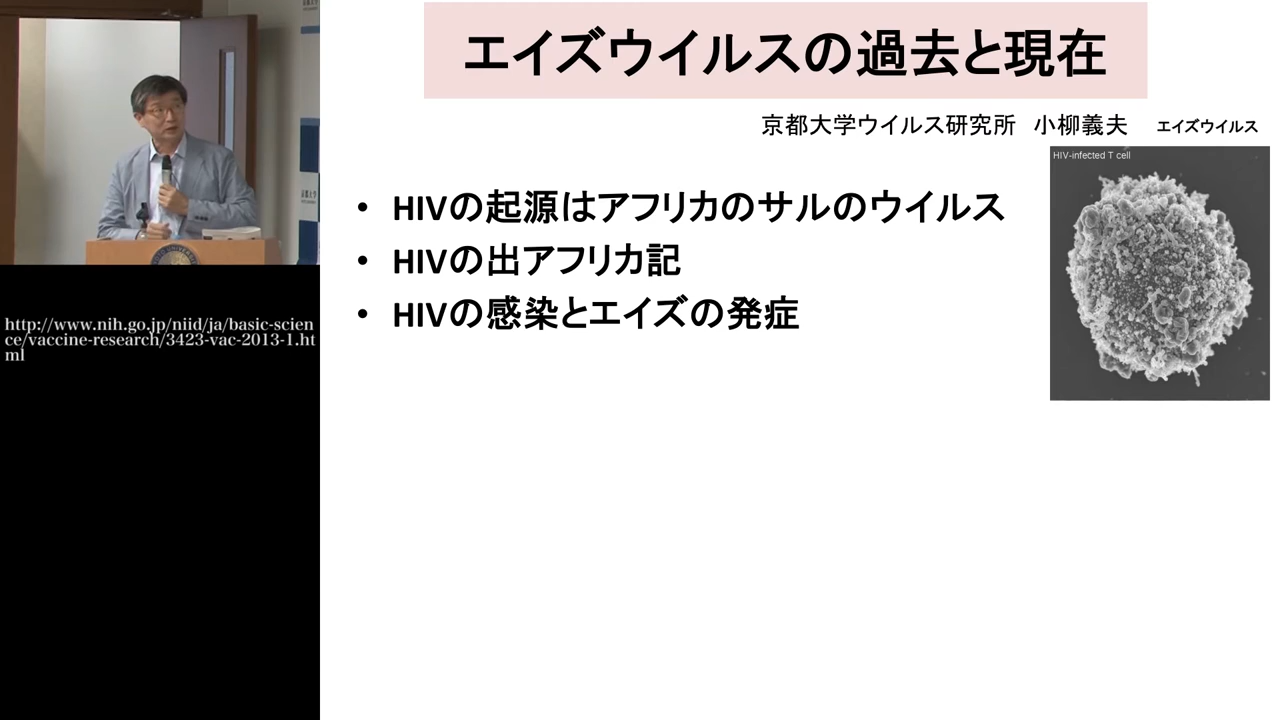 エイズウイルスの過去と現在
京都大学ウイルス研究所 小柳義夫
エイズウイルス
HIV-infected T cell
• HIVの起源はアフリカのサルのウイルス
• HIVの出アフリカ記
• HIVの感染とエイズの発症
http://www.nih.go.jp/niid/ja/basic-scien
ce/vaccine-research/3423-vac-2013-1.ht
ml